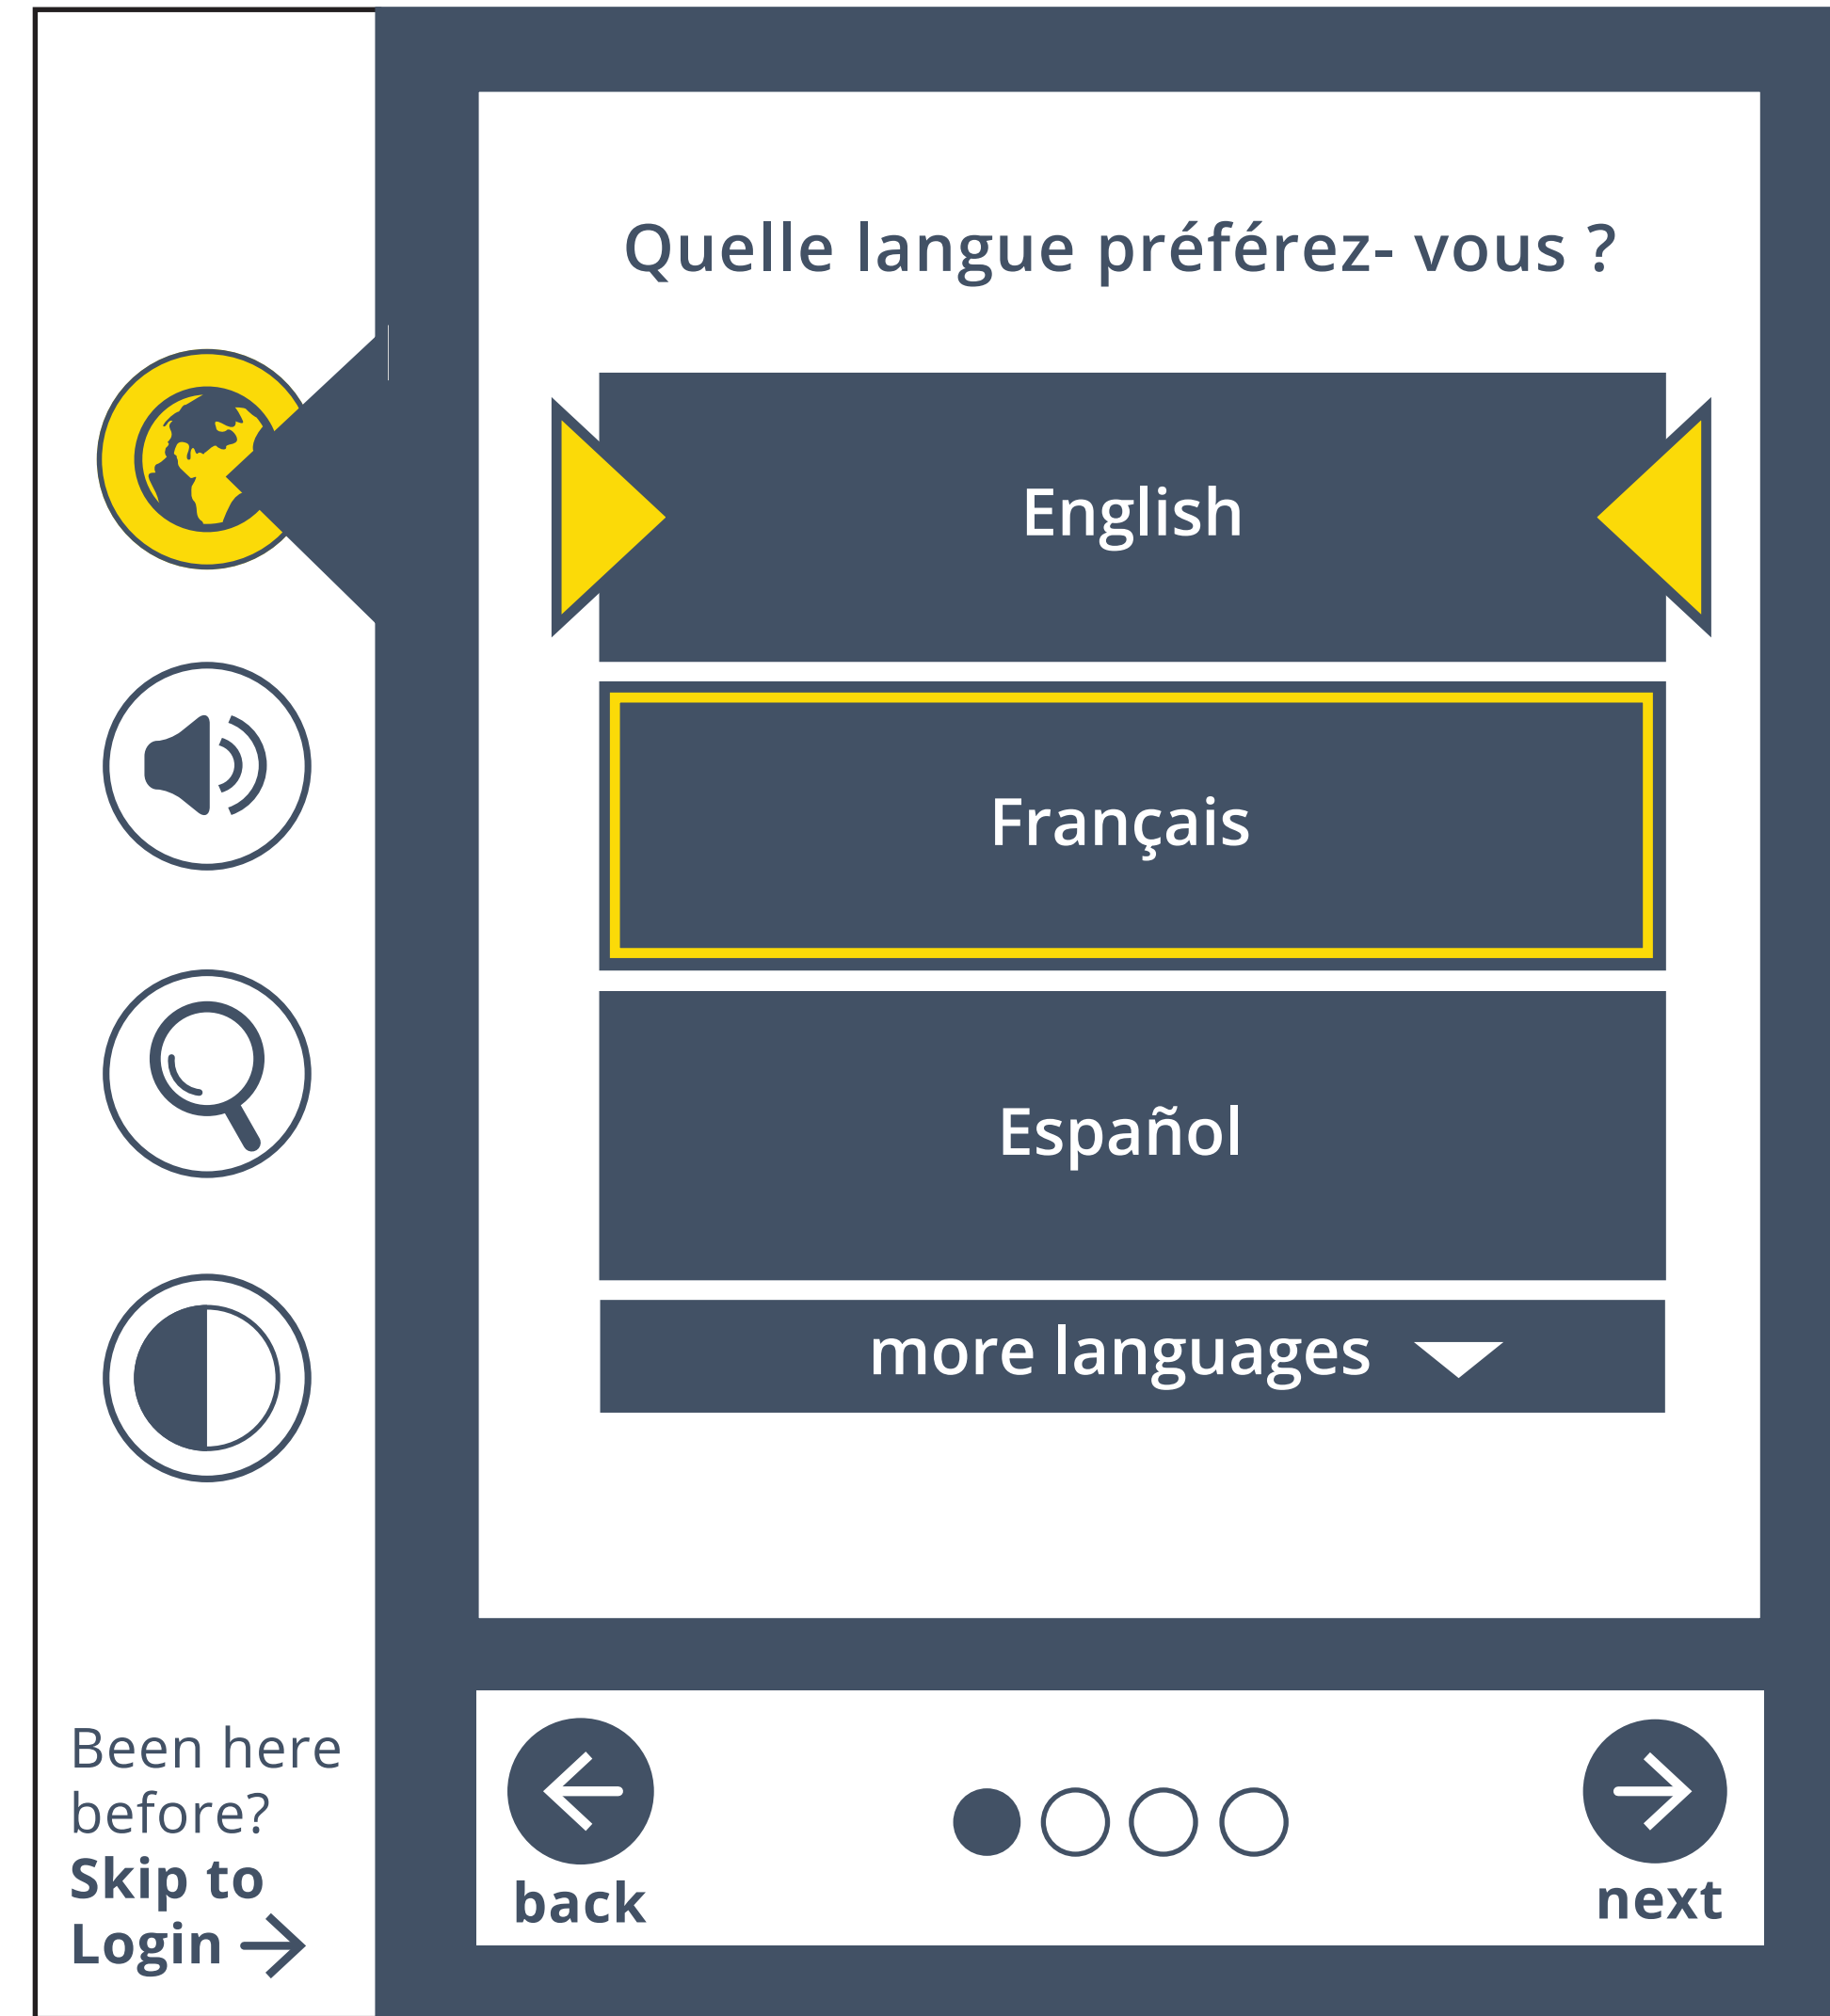 Quelle langue préférez- vous ?
English
Français
Español
more languages
Been here
before?
Skip to
Login
back
next